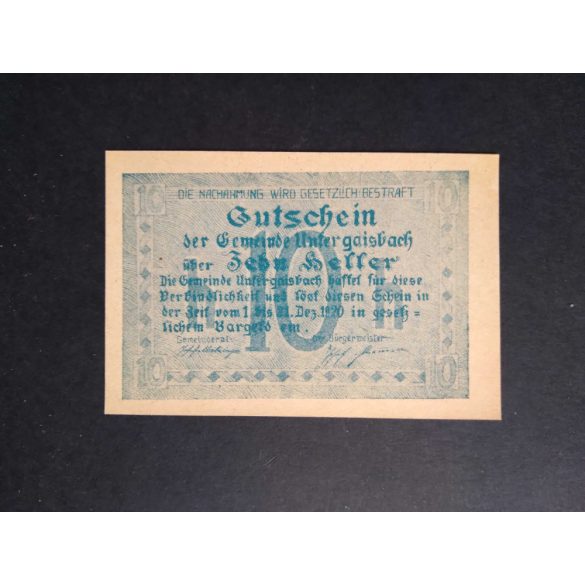 10 10
DIE NACHAHMUNG WIRD GESETZLICH BESTRAFT
Gutschein
der Gemeinde Untergaisbach
über Zehn Heller
Die Gemeinde Untergaisbach haftet für diese
Verbindlichkeit und löst diesen Schein in
der Zeit vom 1. bis 31. Dez. 1920 in gesetz =
lichem Bargeld ein.
Gemeinderat: Der Bürgermeister:
10
10 10